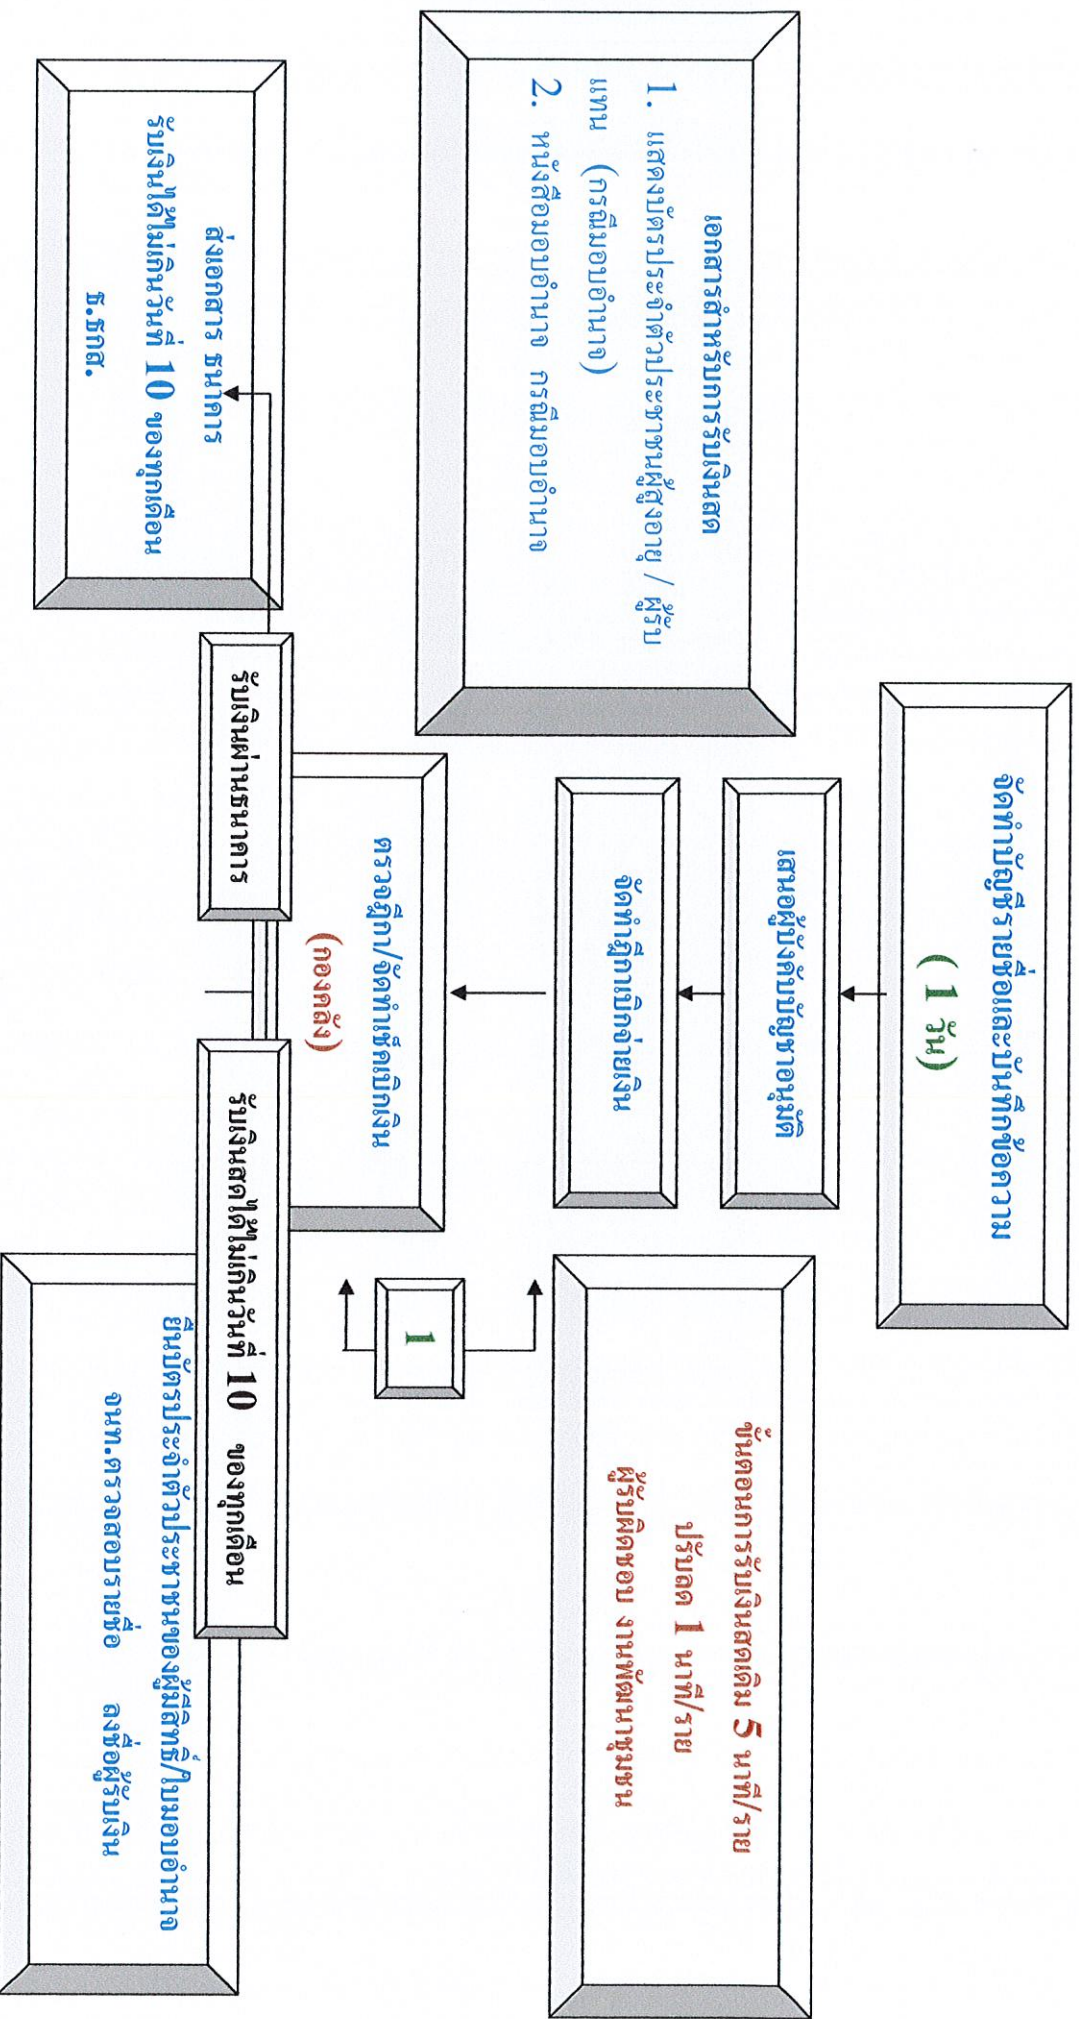 จัดทำบัญชีรายชื่อและบันทึกข้อความ
( 1 วัน)
เสนอผู้บังคับบัญชาอนุมัติ
จัดทำฎีกาเบิกจ่ายเงิน
ตรวจฎีกา/จัดทำเช็คเบิกเงิน
(กองคลัง)
เอกสารสำหรับการรับเงินสด
1. แสดงบัตรประจำตัวประชาชนผู้สูงอายุ / ผู้รับ
แทน (กรณีมอบอำนาจ)
2. หนังสือมอบอำนาจ กรณีมอบอำนาจ
ขั้นตอนการรับเงินสดเดิม 5 นาที/ราย
ปรับลด 1 นาที/ราย
ผู้รับผิดชอบ งานพัฒนาชุมชน
1
รับเงินผ่านธนาคาร
รับเงินสดได้ไม่เกินวันที่ 10 ของทุกเดือน
ส่งเอกสาร ธนาคาร
รับเงินได้ไม่เกินวันที่ 10 ของทุกเดือน
ธ.ธกส.
ยื่นบัตรประจำตัวประชาชนของผู้มีสิทธิ์/ใบมอบอำนาจ
จนท.ตรวจสอบรายชื่อ ลงชื่อผู้รับเงิน